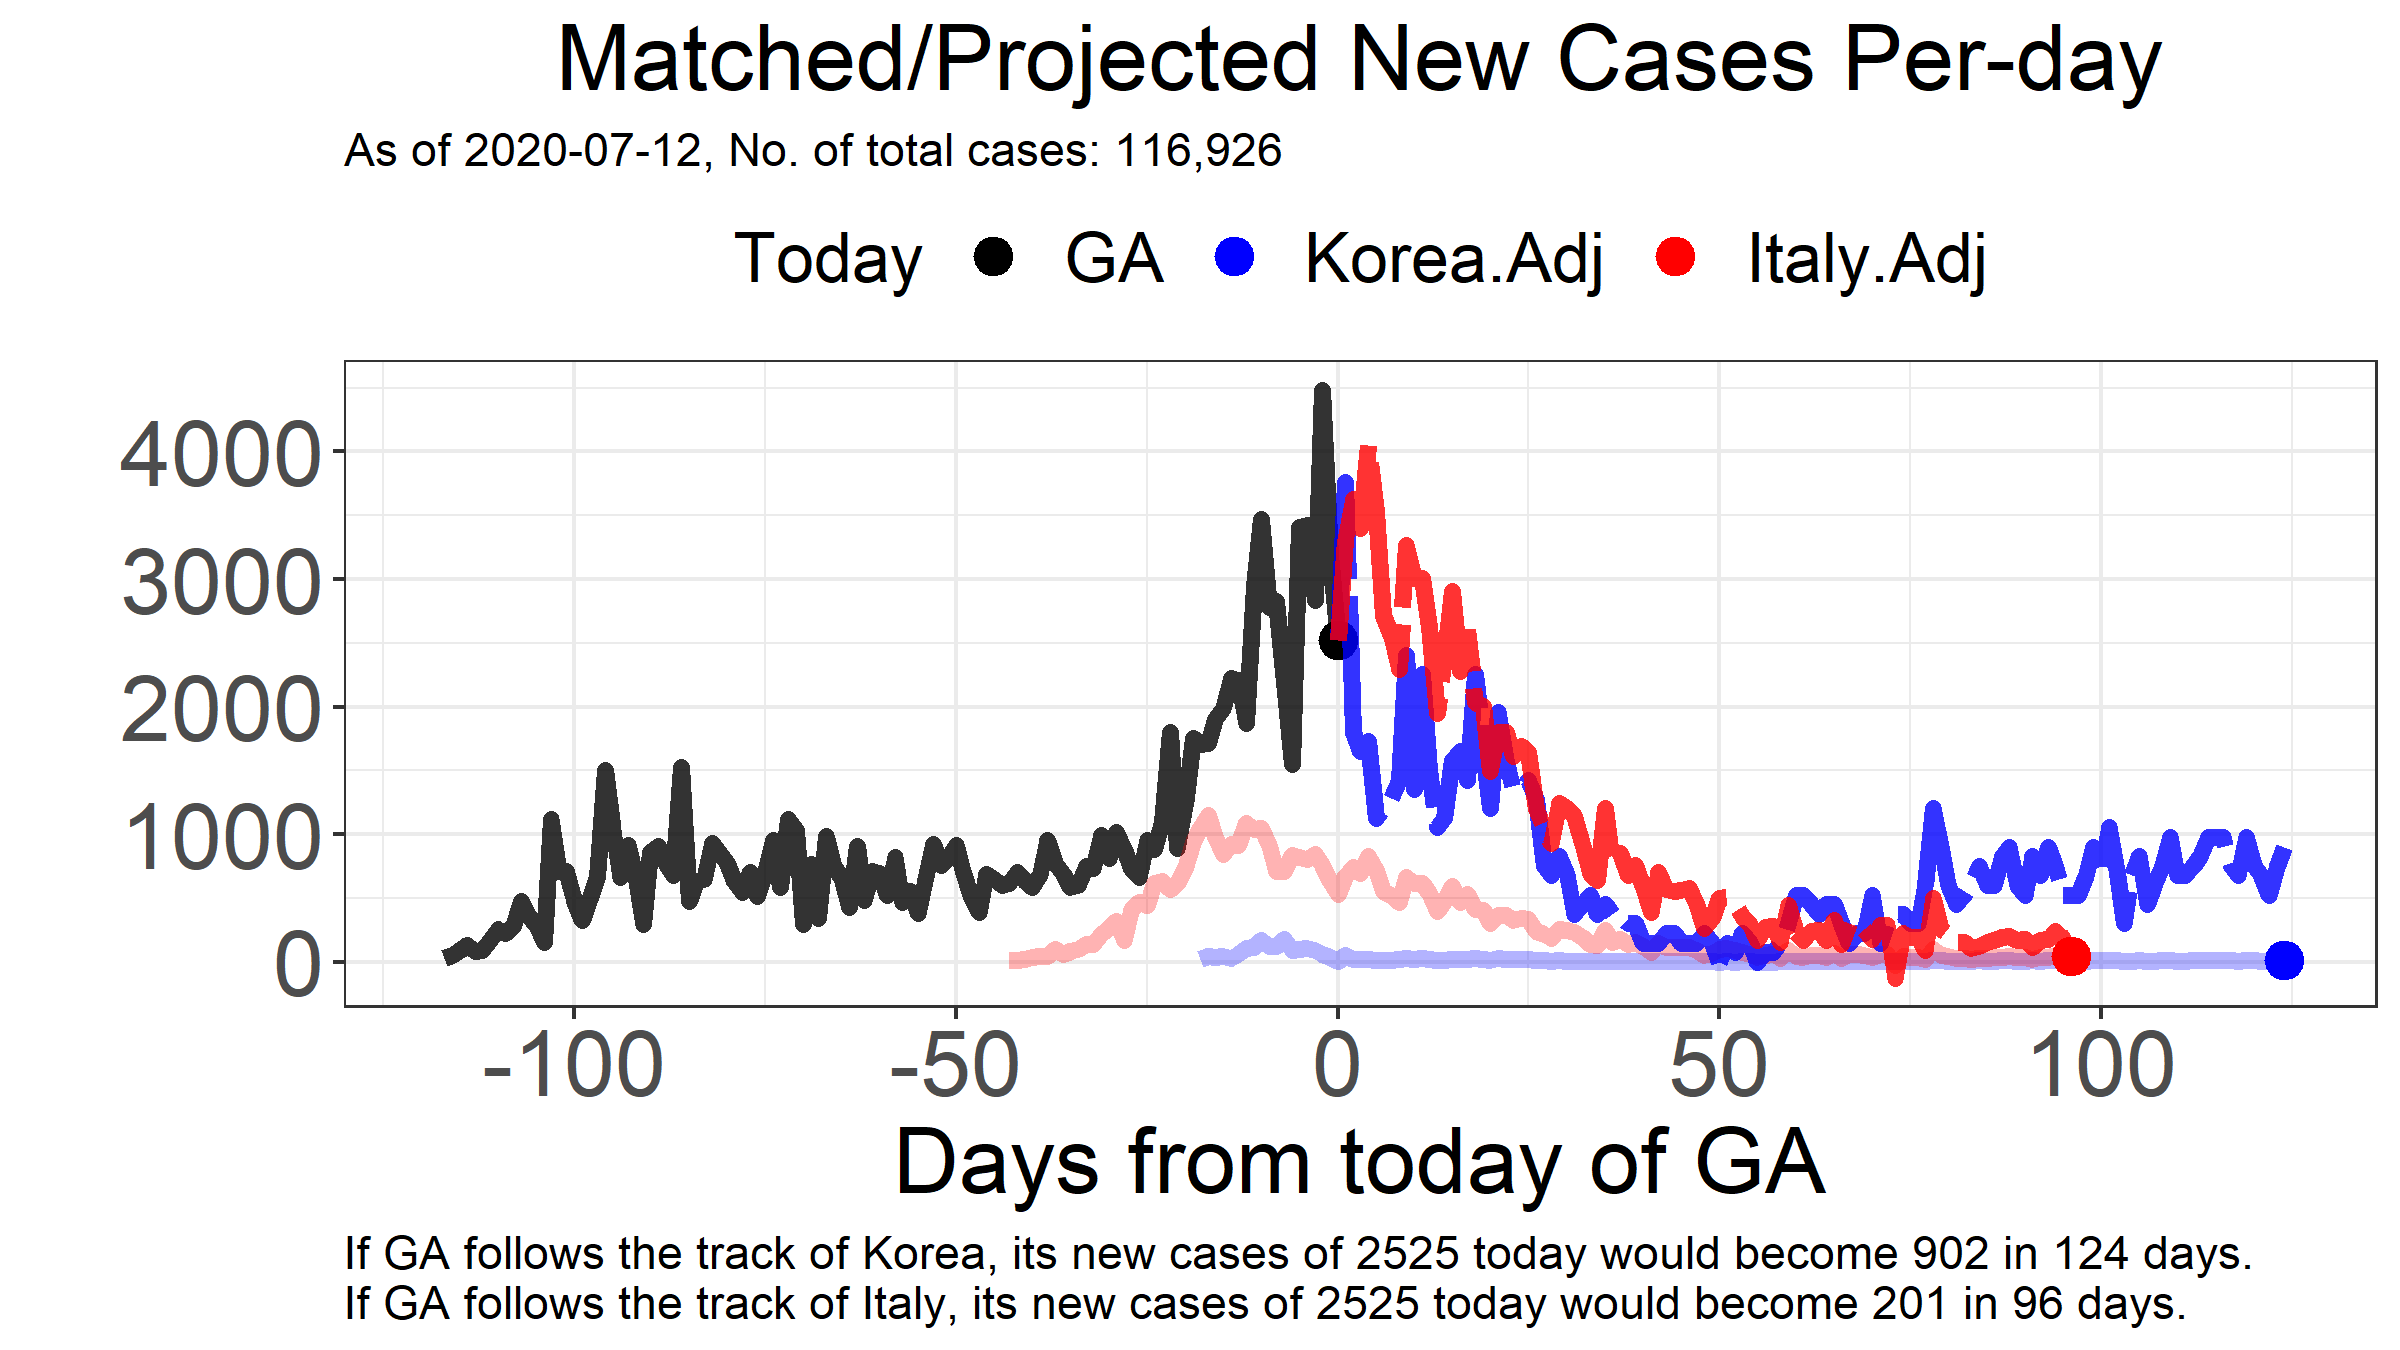 Matched/Projected New Cases Per-day
As of 2020-07-12, No. of total cases: 116,926
Today GA Korea.Adj Italy.Adj
4000
3000
2000
1000
0
-100 -50 0 50 100
Days from today of GA
If GA follows the track of Korea, its new cases of 2525 today would become 902 in 124 days.
If GA follows the track of Italy, its new cases of 2525 today would become 201 in 96 days.